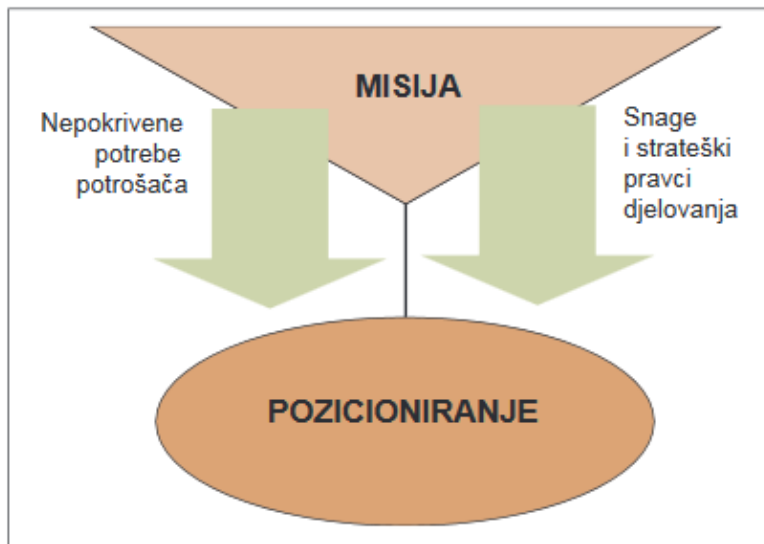 MISIJA
Nepokrivene
potrebe
potrošača
Snage
i strateški
pravci
djelovanja
POZICIONIRANJE